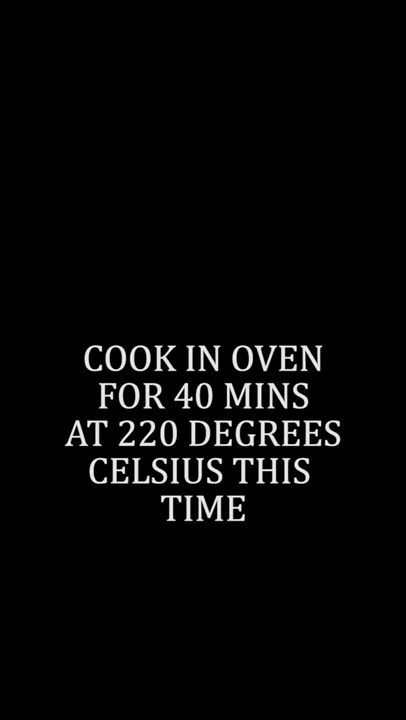 COOK IN OVEN
FOR 40 MINS
AT 220 DEGREES
CELSIUS THIS
TIME